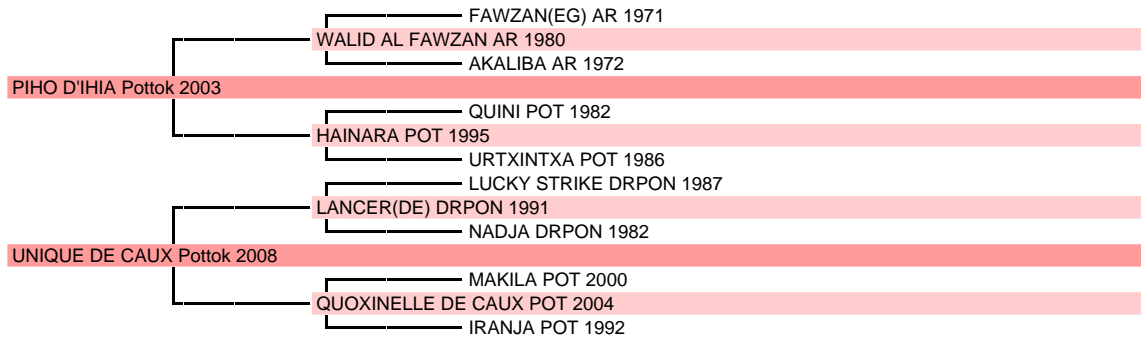 FAWZAN(EG) AR 1971
WALID AL FAWZAN AR 1980
AKALIBA AR 1972
PIHO D'IHIA Pottok 2003
QUINI POT 1982
HAINARA POT 1995
URTXINTXA POT 1986
LUCKY STRIKE DRPON 1987
LANCER(DE) DRPON 1991
NADJA DRPON 1982
UNIQUE DE CAUX Pottok 2008
MAKILA POT 2000
QUOXINELLE DE CAUX POT 2004
IRANJA POT 1992